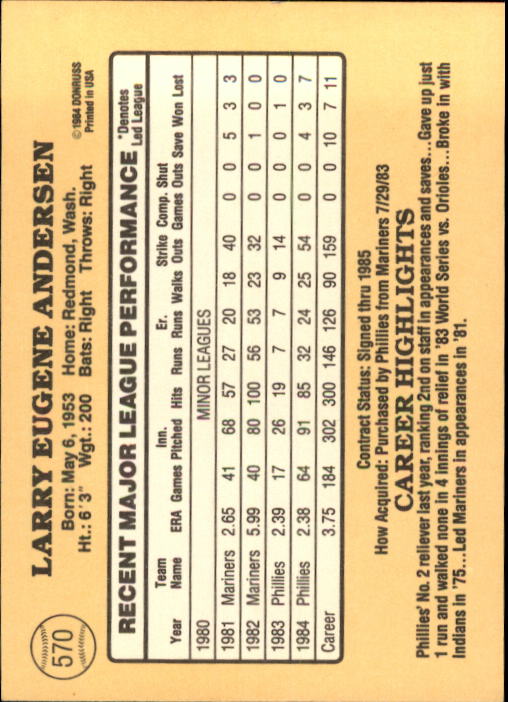 570
LARRY EUGENE ANDERSEN
Born: May 6, 1953 Home: Redmond, Wash.
Ht.: 6'3" Wgt.: 200 Bats: Right Throws: Right
©1984 DONRUSS
Printed in USA
RECENT MAJOR LEAGUE PERFORMANCE *Denotes Led League
Year Team Name ERA Games Inn. Pitched Hits Runs Er. Runs Walks Strike Outs Comp. Games Shut Outs Save Won Lost
1980 MINOR LEAGUES
1981 Mariners 2.65 41 68 57 27 20 18 40 0 0 5 3 3
1982 Mariners 5.99 40 80 100 56 53 23 32 0 0 1 0 0
1983 Phillies 2.39 17 26 19 7 7 9 14 0 0 0 1 0
1984 Phillies 2.38 64 91 85 32 24 25 54 0 0 4 3 7
Career 3.75 184 302 300 146 126 90 159 0 0 10 7 11
Contract Status: Signed thru 1985
How Acquired: Purchased by Phillies from Mariners 7/29/83
CAREER HIGHLIGHTS
Phillies' No. 2 reliever last year, ranking 2nd on staff in appearances and saves...Gave up just
1 run and walked none in 4 innings of relief in '83 World Series vs. Orioles...Broke in with
Indians in '75...Led Mariners in appearances in '81.